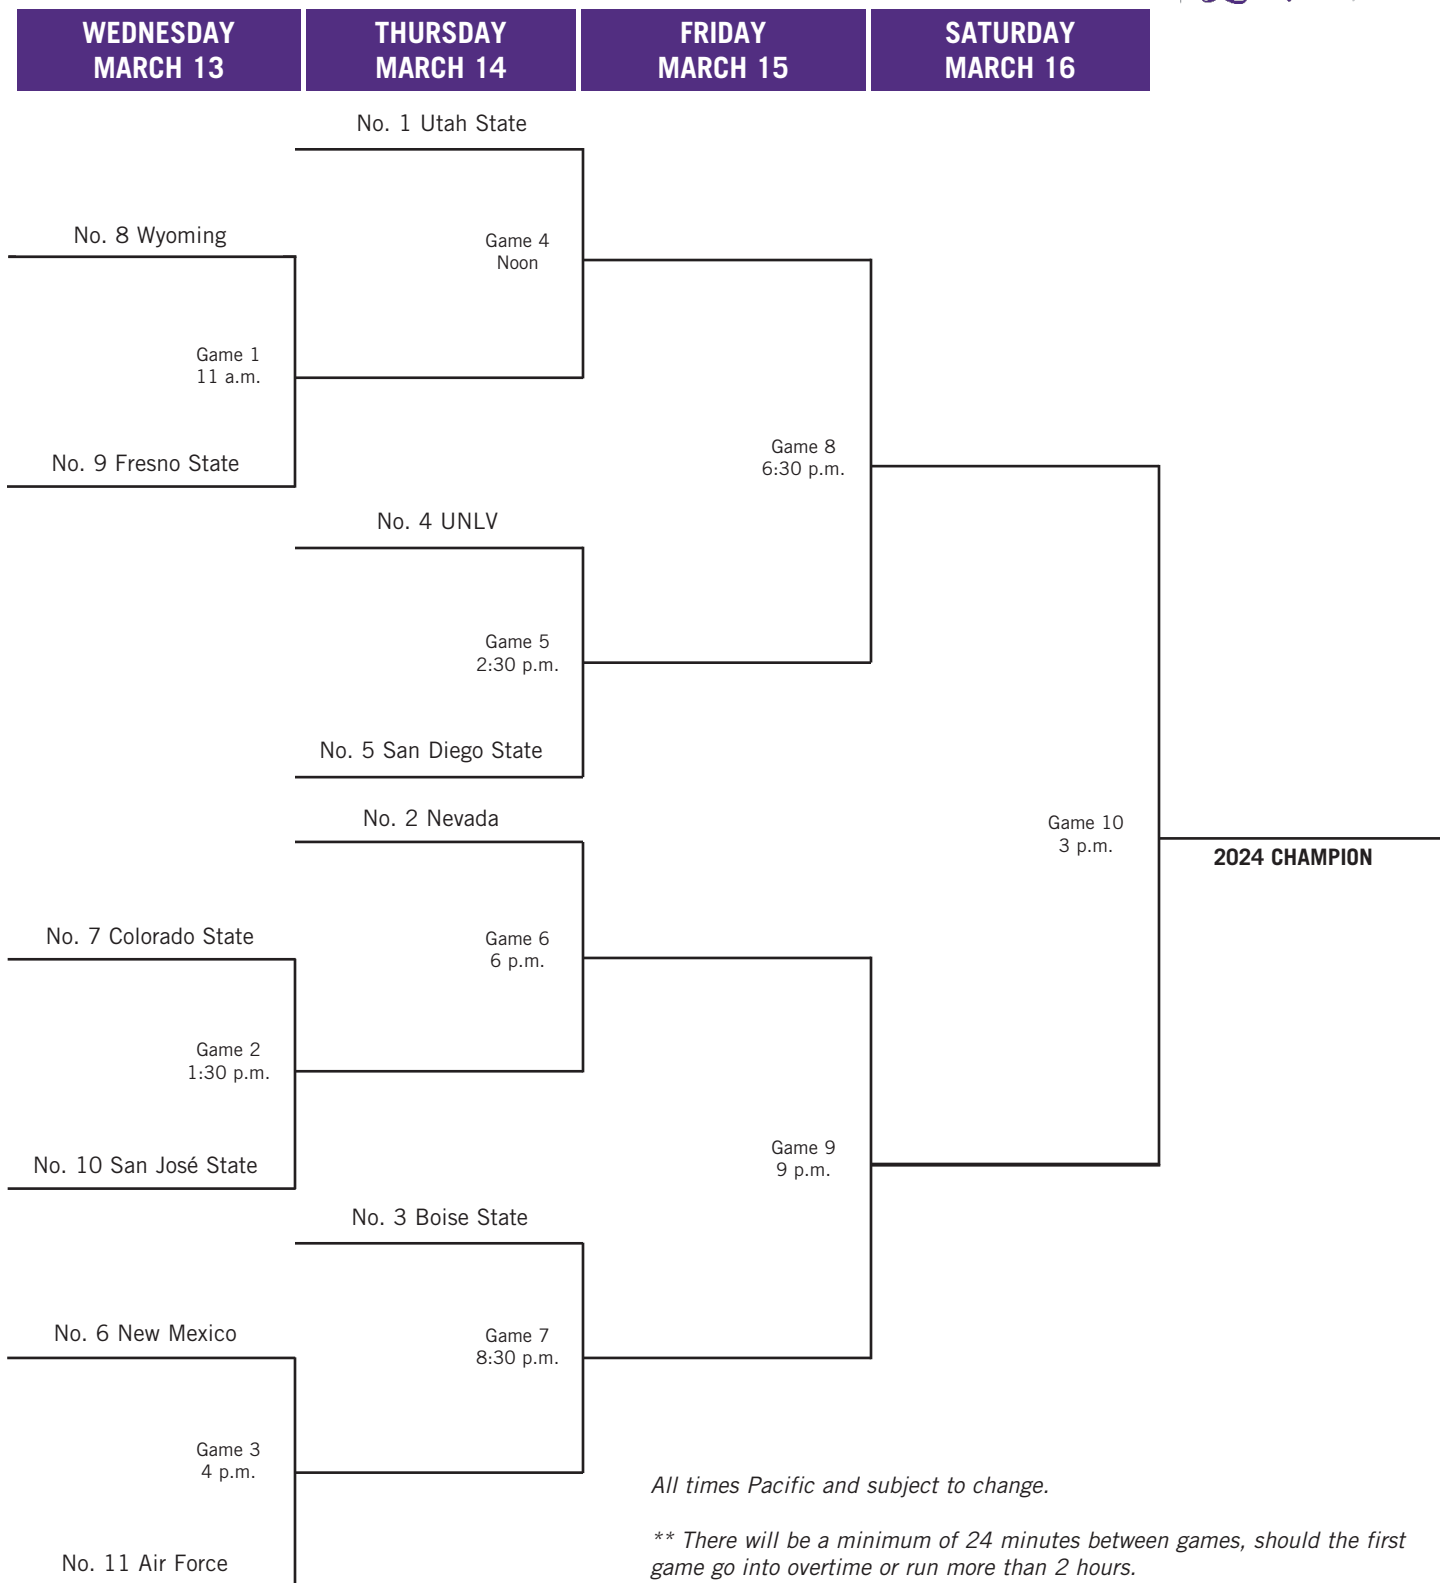 WEDNESDAY
MARCH 13
THURSDAY
MARCH 14
FRIDAY
MARCH 15
SATURDAY
MARCH 16
No. 1 Utah State
No. 8 Wyoming
Game 4
Noon
Game 1
11 a.m.
Game 8
6:30 p.m.
No. 9 Fresno State
No. 4 UNLV
Game 5
2:30 p.m.
No. 5 San Diego State
No. 2 Nevada
Game 10
3 p.m.
2024 CHAMPION
No. 7 Colorado State
Game 6
6 p.m.
Game 2
1:30 p.m.
Game 9
9 p.m.
No. 10 San José State
No. 3 Boise State
No. 6 New Mexico
Game 7
8:30 p.m.
Game 3
4 p.m.
All times Pacific and subject to change.
** There will be a minimum of 24 minutes between games, should the first
game go into overtime or run more than 2 hours.
No. 11 Air Force